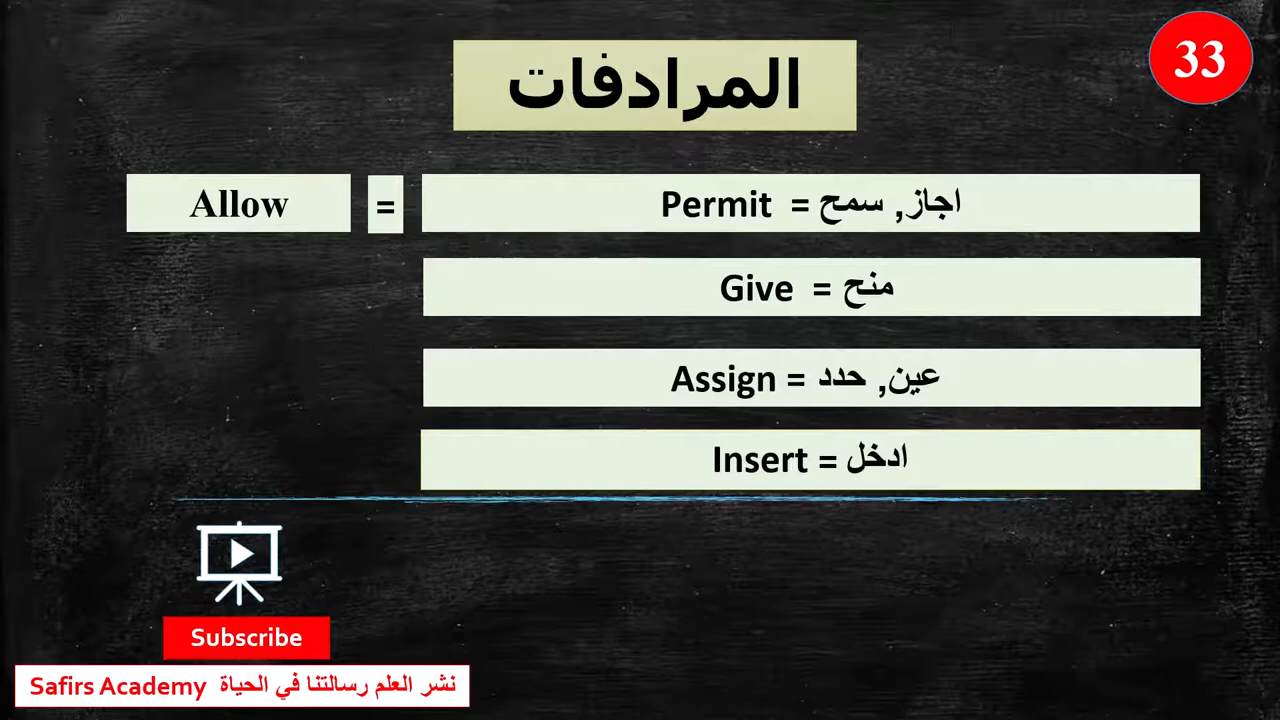 33
المرادفات
Allow = Permit = اجاز, سمح
Give = منح
Assign = عين, حدد
Insert = ادخل
Subscribe
Safirs Academy نشر العلم رسالتنا في الحياة